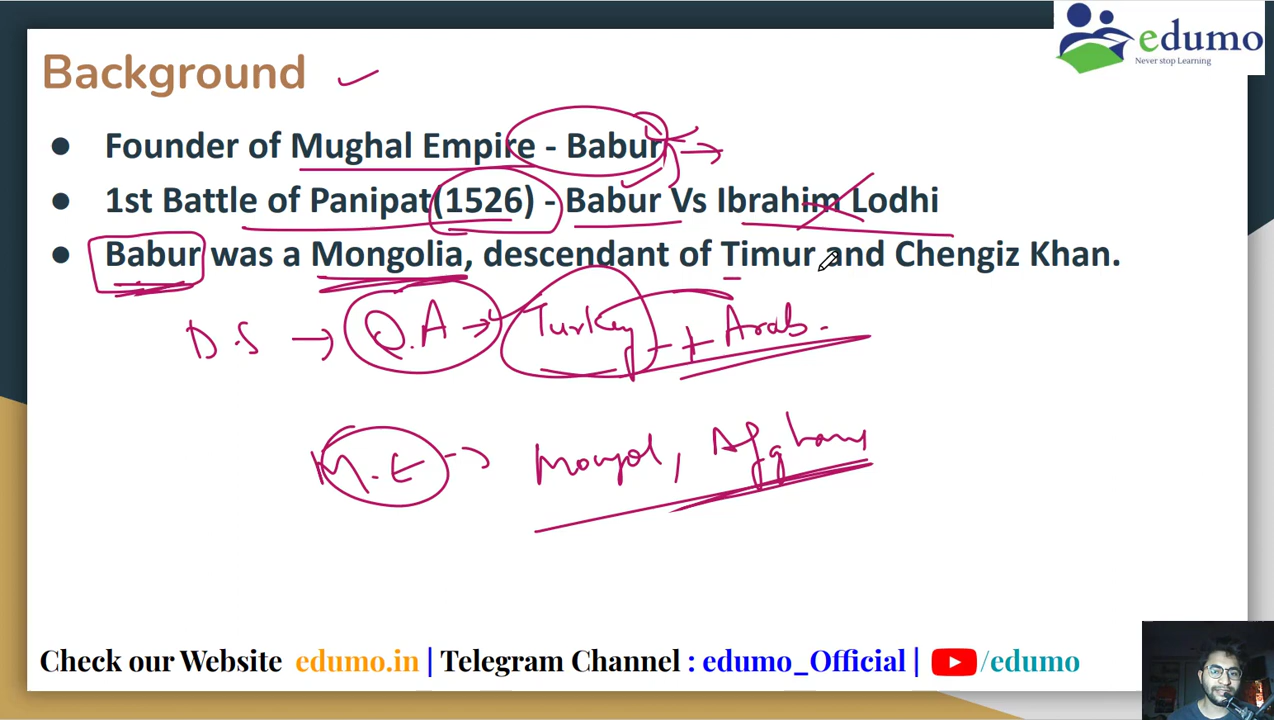 edumo
Never stop Learning
Background
● Founder of Mughal Empire - Babur
● 1st Battle of Panipat(1526) - Babur Vs Ibrahim Lodhi
● Babur was a Mongolia, descendant of Timur and Chengiz Khan.
D.S → Q.A → Turkey + Arab.
M.E → Mongol, Afghans
Check our Website edumo.in | Telegram Channel : edumo_Official | /edumo